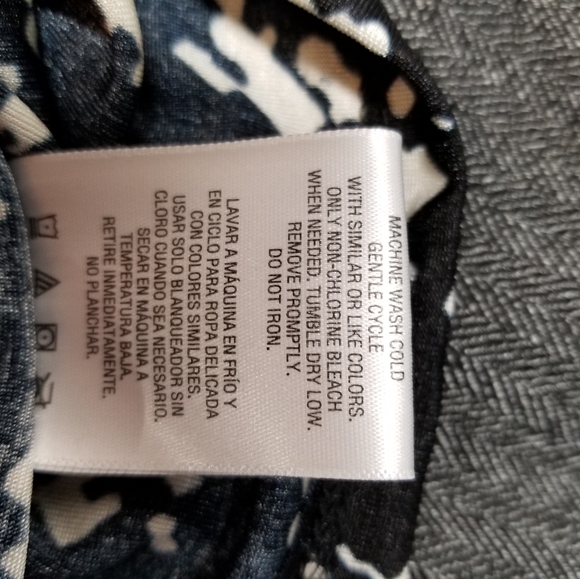 MACHINE WASH COLD
GENTLE CYCLE
WITH SIMILAR OR LIKE COLORS.
ONLY NON-CHLORINE BLEACH
WHEN NEEDED. TUMBLE DRY LOW.
REMOVE PROMPTLY.
DO NOT IRON.
LAVAR A MÁQUINA EN FRÍO Y
EN CICLO PARA ROPA DELICADA
CON COLORES SIMILARES.
USAR SOLO BLANQUEADOR SIN
CLORO CUANDO SEA NECESARIO.
SECAR EN MÁQUINA A
TEMPERATURA BAJA.
RETIRE INMEDIATAMENTE.
NO PLANCHAR.